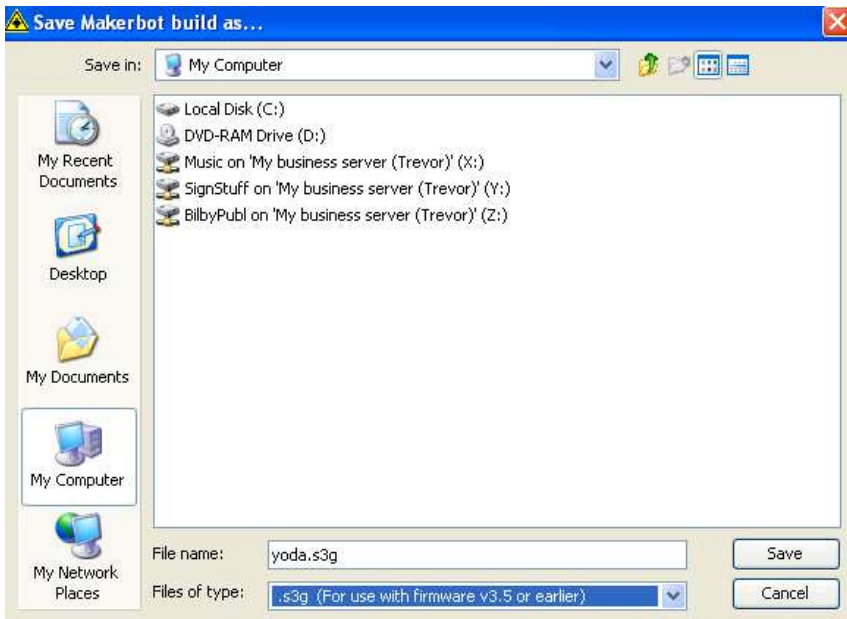 Save Makerbot build as...
Save in:
My Computer
My Recent
Documents
Desktop
My Documents
My Computer
My Network
Places
Local Disk (C:)
DVD-RAM Drive (D:)
Music on 'My business server (Trevor)' (X:)
SignStuff on 'My business server (Trevor)' (Y:)
BilbyPubl on 'My business server (Trevor)' (Z:)
File name:
yoda.s3g
Save
Files of type:
.s3g (For use with firmware v3.5 or earlier)
Cancel